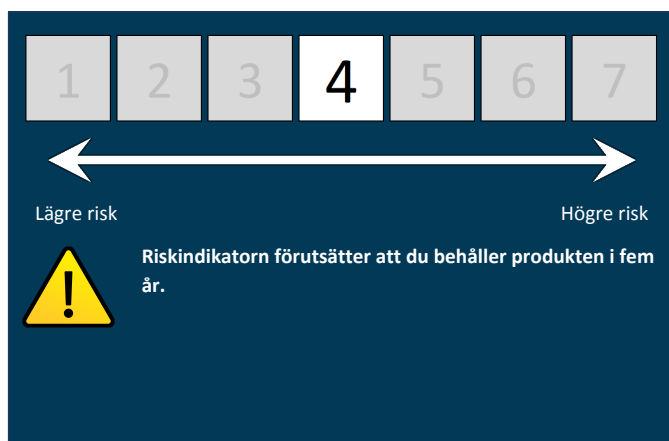 1 2 3 4 5 6 7
Lägre risk Högre risk
Riskindikatorn förutsätter att du behåller produkten i fem
år.